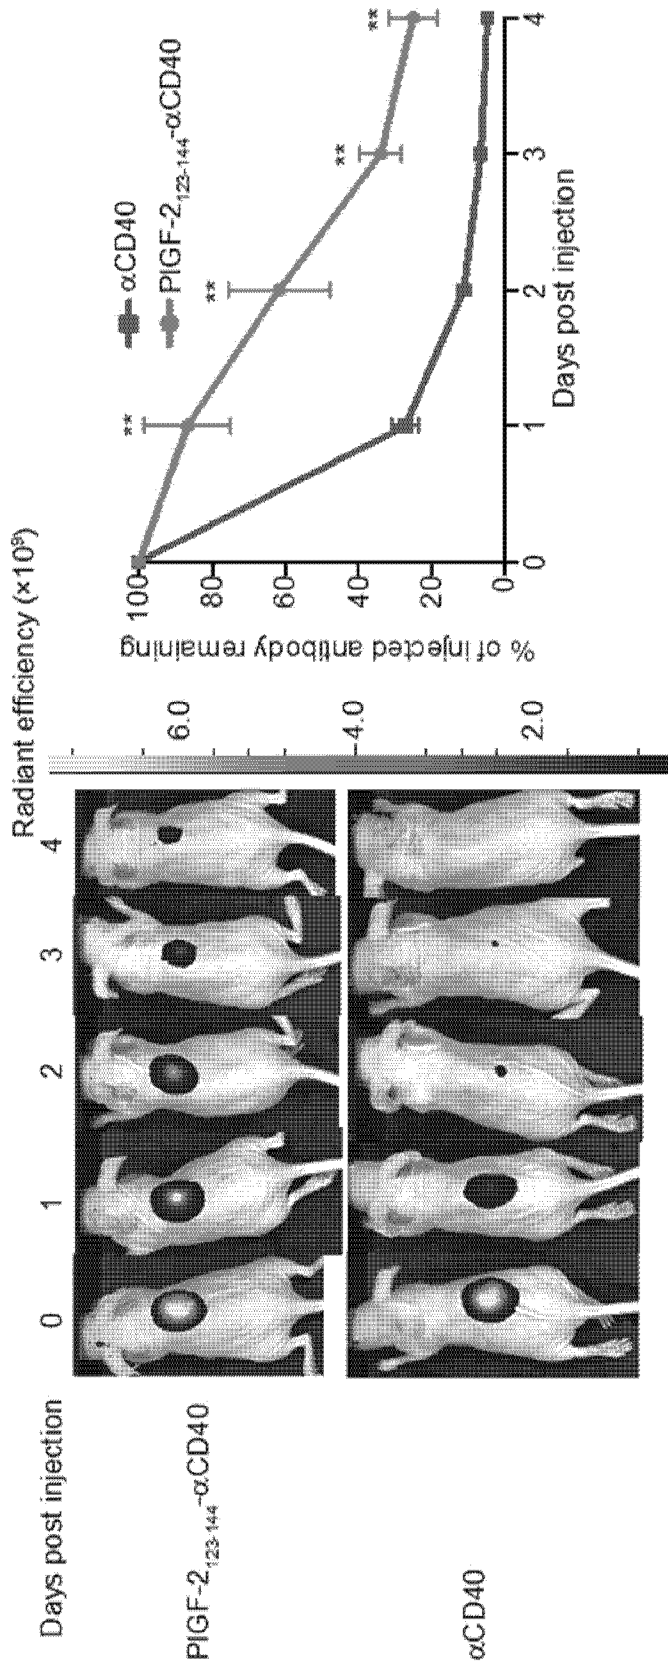 Days post injection
0 1 2 3 4
Radiant efficiency (×10⁹)
PlGF-2₁₂₃₋₁₄₄-αCD40
αCD40
6.0
4.0
2.0
αCD40
PlGF-2₁₂₃₋₁₄₄-αCD40
% of injected antibody remaining
100
80
60
40
20
0
**
**
**
**
0 1 2 3 4
Days post injection